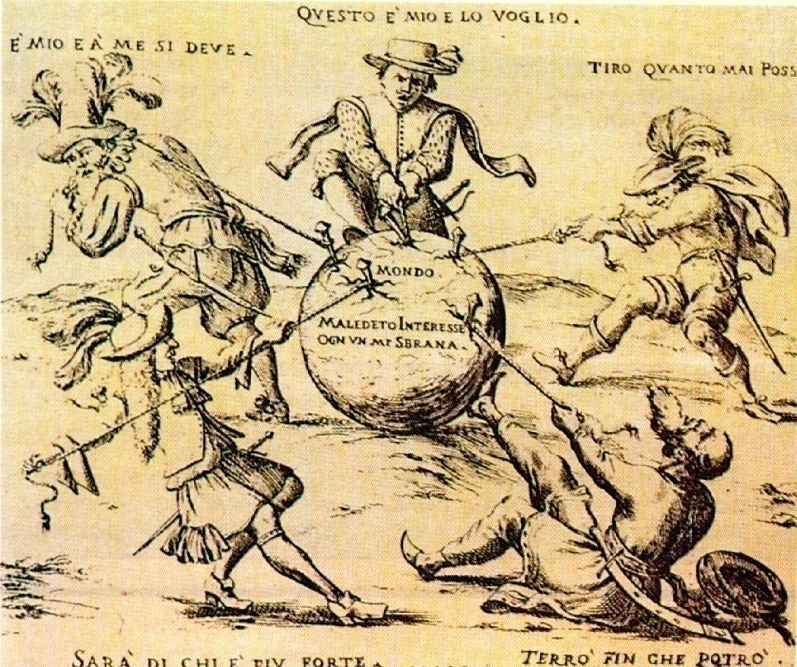 QVESTO E' MIO E LO VOGLIO.
E' MIO E A' ME SI DEVE.
TIRO QVANTO MAI POSS
MONDO.
MALEDETO INTERESSE
OGN VN ME SBRANA.
SARA' DI CHI E' PIV FORTE.
TERRO' FIN CHE POTRO'.